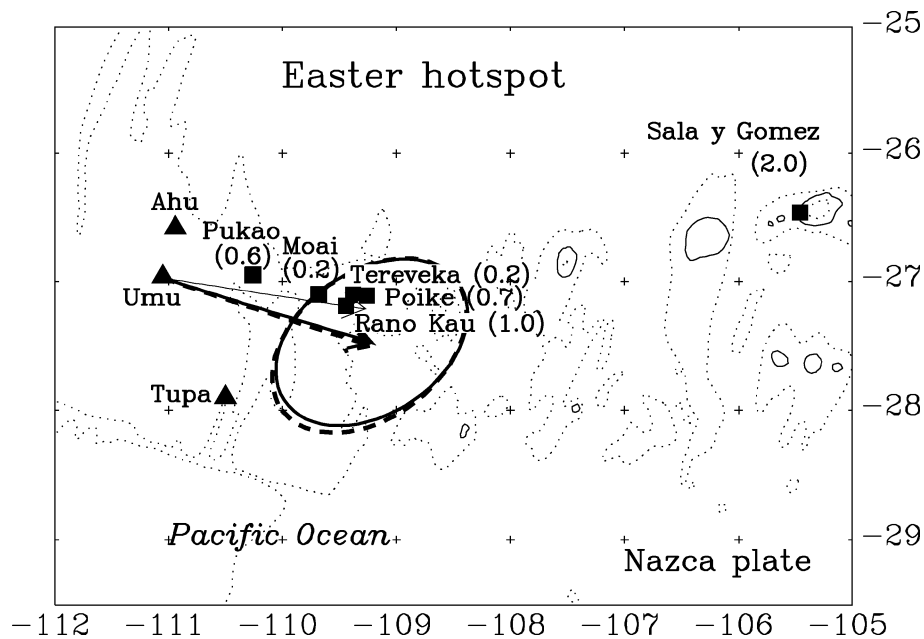 −25
Easter hotspot
Sala y Gomez
−26
(2.0)
Ahu
Pukao
Moai
(0.6)
(0.2)
Tereveka (0.2)
−27
Umu
Poike (0.7)
Rano Kau (1.0)
Tupa
−28
Pacific Ocean
−29
Nazca plate
−112 −111 −110 −109 −108 −107 −106 −105